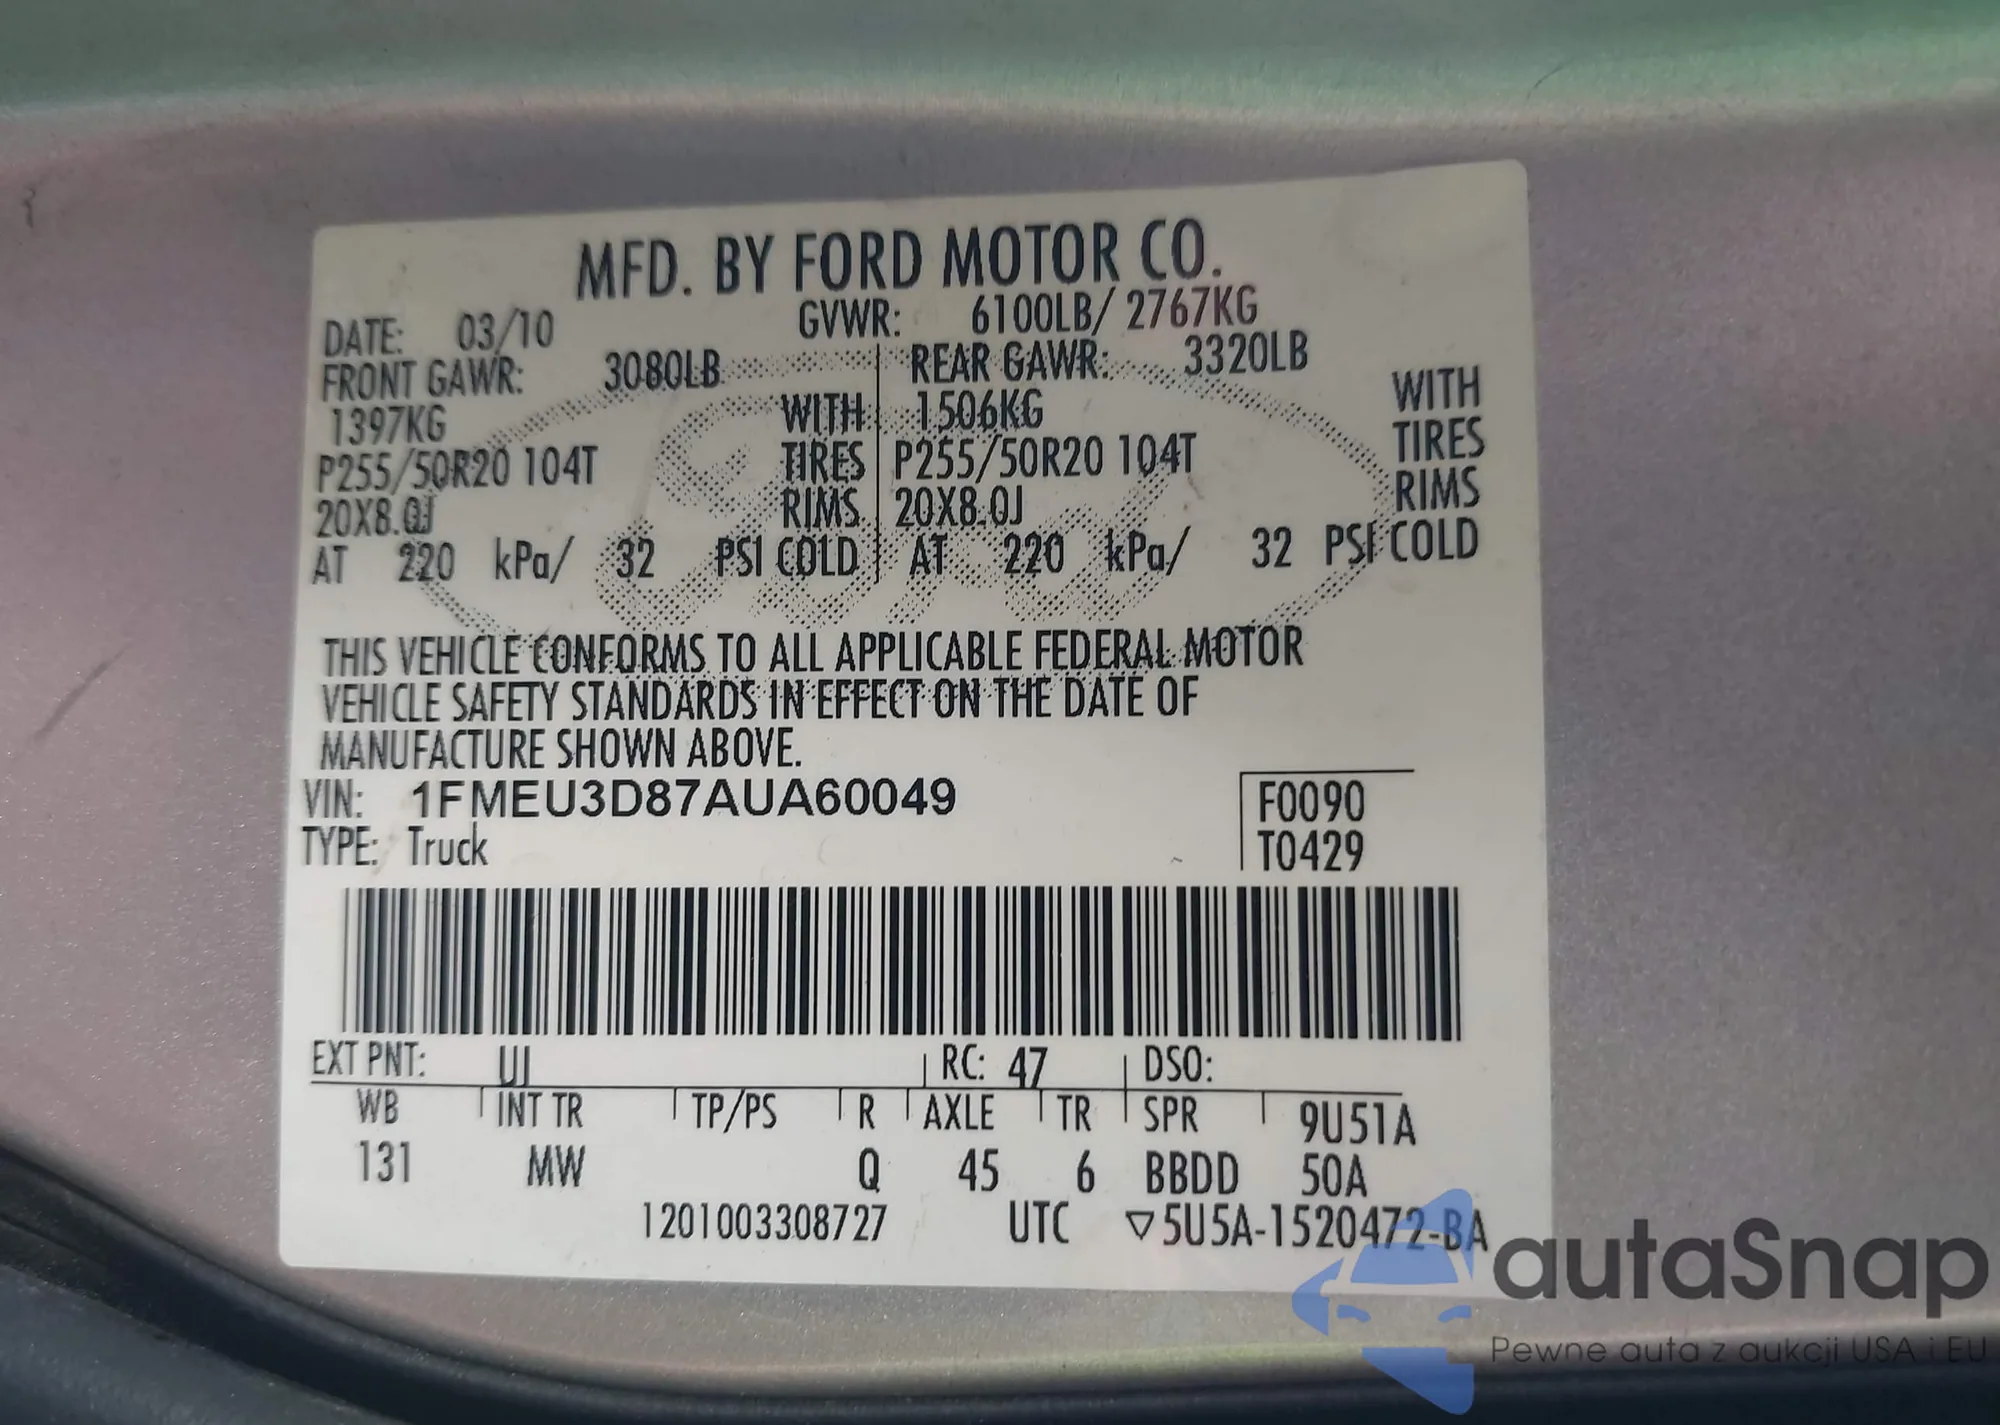 MFD. BY FORD MOTOR CO.
DATE: 03/10 GVWR: 6100LB/ 2767KG
FRONT GAWR: 3080LB REAR GAWR: 3320LB
1397KG WITH 1506KG WITH
P255/50R20 104T TIRES P255/50R20 104T TIRES
20X8.0J RIMS 20X8.0J RIMS
AT 220 kPa/ 32 PSI COLD AT 220 kPa/ 32 PSI COLD
THIS VEHICLE CONFORMS TO ALL APPLICABLE FEDERAL MOTOR
VEHICLE SAFETY STANDARDS IN EFFECT ON THE DATE OF
MANUFACTURE SHOWN ABOVE.
VIN: 1FMEU3D87AUA60049 F0090
TYPE: Truck T0429
EXT PNT: UI RC: 47 DSO:
WB INT TR TP/PS R AXLE TR SPR 9U51A
131 MW Q 45 6 BBDD 50A
1201003308727 UTC ▽5U5A-1520472-BA
autaSnap
Pewne auta z aukcji USA i EU